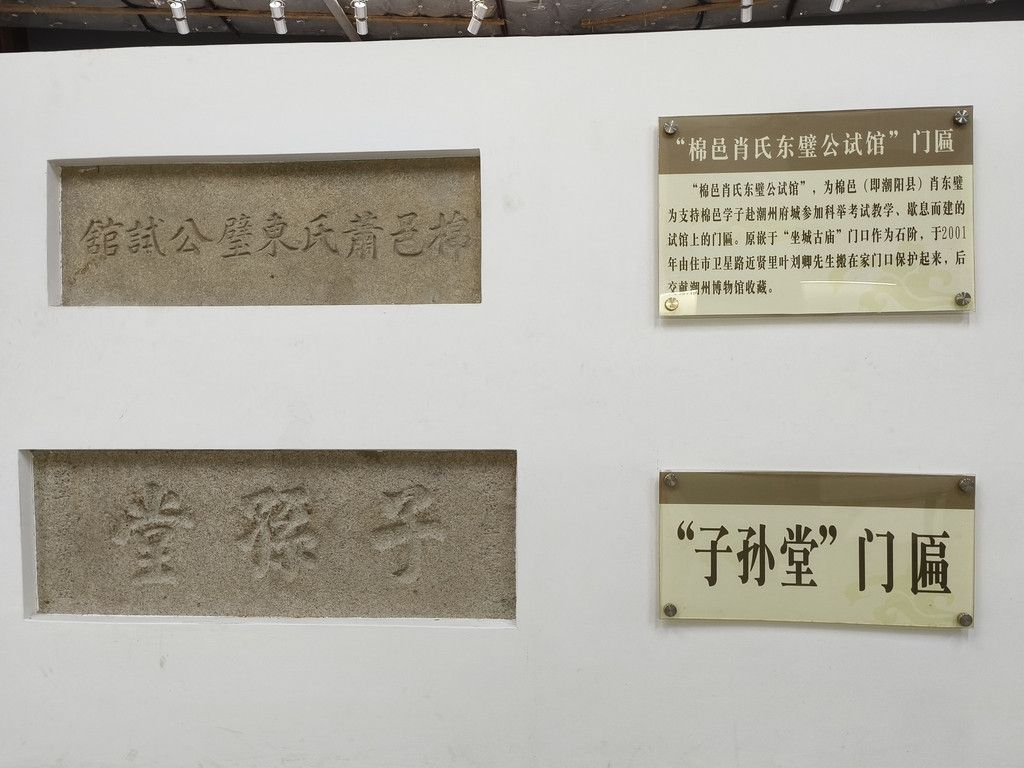 棉邑蕭氏東璧公試館
“棉邑肖氏东璧公试馆”门匾
“棉邑肖氏东璧公试馆”，为棉邑（即潮阳县）肖东璧
为支持棉邑学子赴潮州府城参加科举考试教学、歇息而建的
试馆上的门匾。原嵌于“坐城古庙”门口作为石阶，于2001
年由住市卫星路近贤里叶刘卿先生搬在家门口保护起来，后
交献潮州博物馆收藏。
子孫堂
“子孙堂”门匾